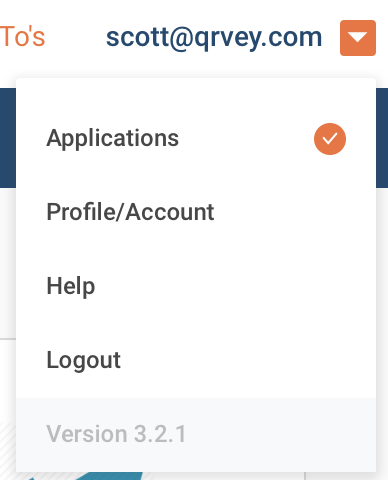 To's scott@qrvey.com
Applications
Profile/Account
Help
Logout
Version 3.2.1